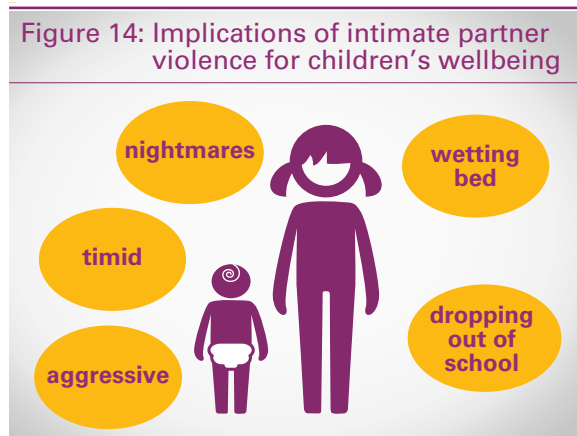 Figure 14: Implications of intimate partner
violence for children’s wellbeing
nightmares
wetting
bed
timid
dropping
out of
school
aggressive